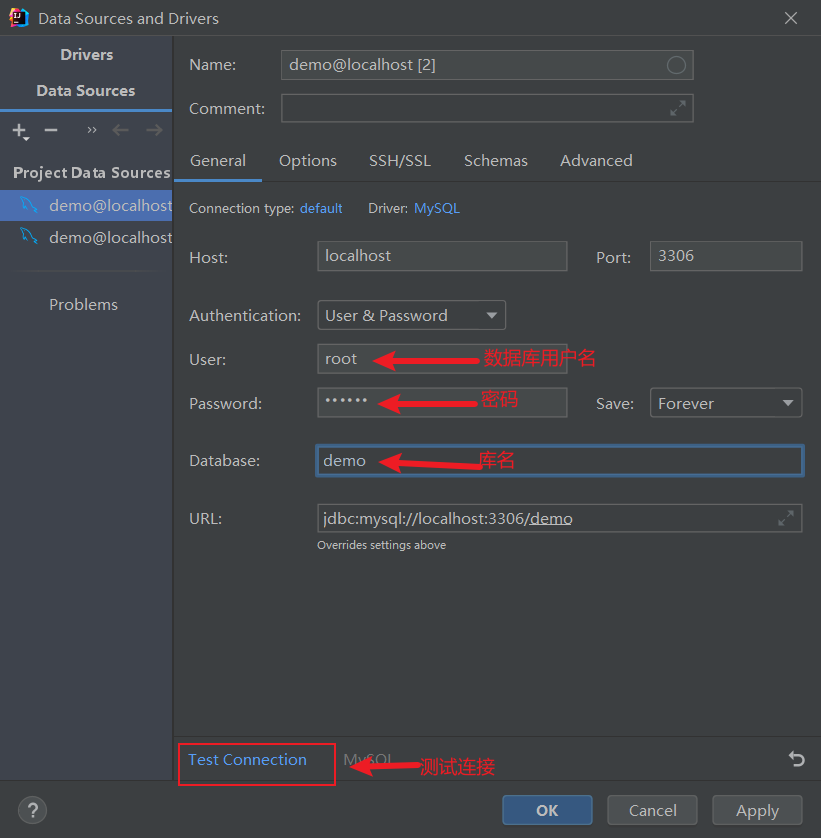 Data Sources and Drivers
Drivers
Data Sources
Project Data Sources
demo@localhost
demo@localhost
Problems
Name: demo@localhost [2]
Comment:
General Options SSH/SSL Schemas Advanced
Connection type: default Driver: MySQL
Host: localhost Port: 3306
Authentication: User & Password
User: root 数据库用户名
Password: •••••• 密码 Save: Forever
Database: demo 库名
URL: jdbc:mysql://localhost:3306/demo
Overrides settings above
Test Connection MySQL 测试连接
? OK Cancel Apply